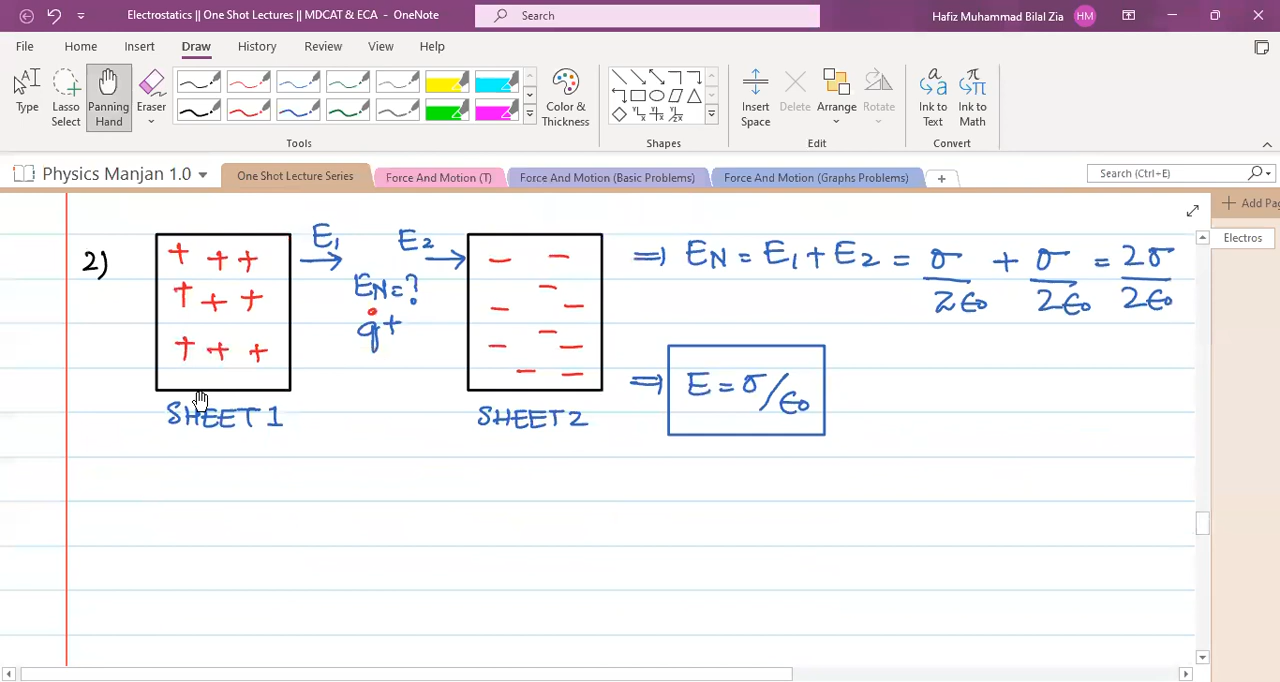 Electrostatics || One Shot Lectures || MDCAT & ECA - OneNote
Search
Hafiz Muhammad Bilal Zia HM
File Home Insert Draw History Review View Help
Type
Lasso Select
Panning Hand
Eraser
Color & Thickness
Insert Space
Delete
Arrange
Rotate
Ink to Text
Ink to Math
Tools Shapes Edit Convert
Physics Manjan 1.0
One Shot Lecture Series
Force And Motion (T)
Force And Motion (Basic Problems)
Force And Motion (Graphs Problems)
Search (Ctrl+E)
Add Pag
Electros
2)
+ + +
+ + +
+ + +
SHEET 1
E₁ →
E₂ →
EN = ?
q+
− −
−
− −
−
− −
− −
SHEET 2
⇒ EN = E₁ + E₂ = σ/2ϵ₀ + σ/2ϵ₀ = 2σ/2ϵ₀
⇒ E = σ/ϵ₀